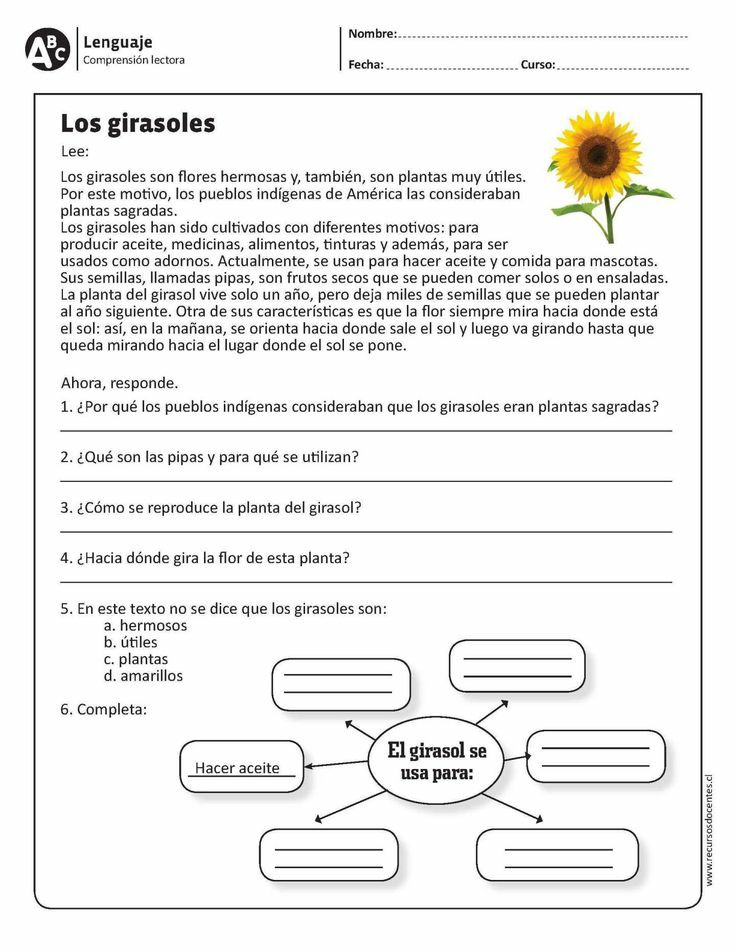 ABC
Lenguaje
Comprensión lectora
Nombre:
Fecha: Curso:
Los girasoles
Lee:
Los girasoles son flores hermosas y, también, son plantas muy útiles.
Por este motivo, los pueblos indígenas de América las consideraban
plantas sagradas.
Los girasoles han sido cultivados con diferentes motivos: para
producir aceite, medicinas, alimentos, tinturas y además, para ser
usados como adornos. Actualmente, se usan para hacer aceite y comida para mascotas.
Sus semillas, llamadas pipas, son frutos secos que se pueden comer solos o en ensaladas.
La planta del girasol vive solo un año, pero deja miles de semillas que se pueden plantar
al año siguiente. Otra de sus características es que la flor siempre mira hacia donde está
el sol: así, en la mañana, se orienta hacia donde sale el sol y luego va girando hasta que
queda mirando hacia el lugar donde el sol se pone.
Ahora, responde.
1. ¿Por qué los pueblos indígenas consideraban que los girasoles eran plantas sagradas?
2. ¿Qué son las pipas y para qué se utilizan?
3. ¿Cómo se reproduce la planta del girasol?
4. ¿Hacia dónde gira la flor de esta planta?
5. En este texto no se dice que los girasoles son:
a. hermosos
b. útiles
c. plantas
d. amarillos
6. Completa:
El girasol se
usa para:
Hacer aceite
www.recursosdocentes.cl